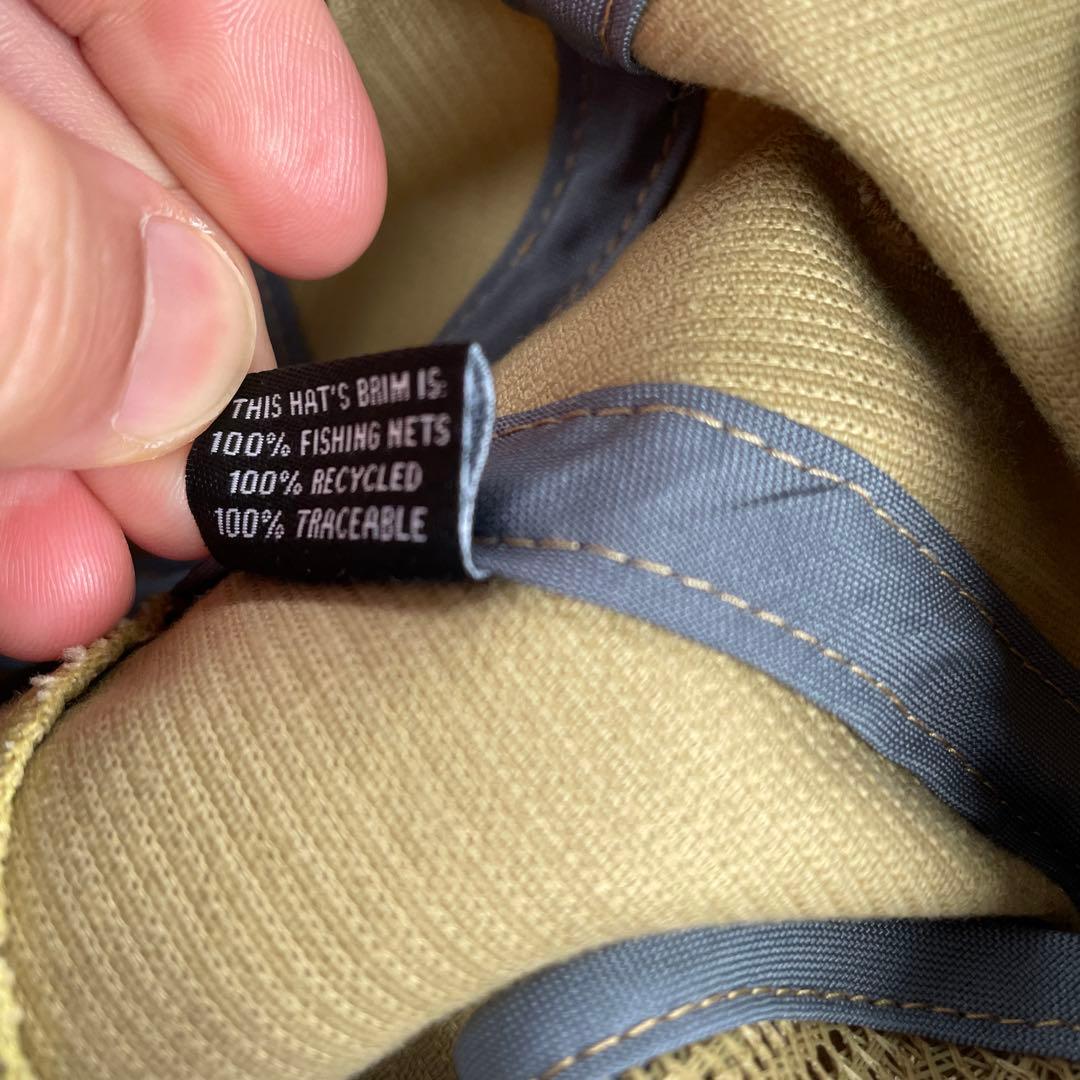 THIS HAT'S BRIM IS:
100% FISHING NETS
100% RECYCLED
100% TRACEABLE